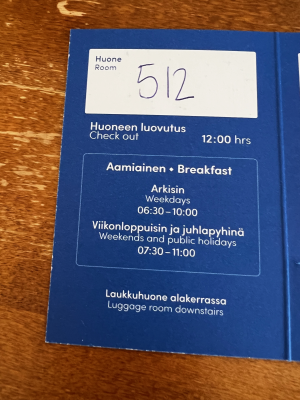 Huone
Room
512
Huoneen luovutus
Check out
12:00 hrs
Aamiainen • Breakfast
Arkisin
Weekdays
06:30 – 10:00
Viikonloppuisin ja juhlapyhinä
Weekends and public holidays
07:30 – 11:00
Laukkuhuone alakerrassa
Luggage room downstairs